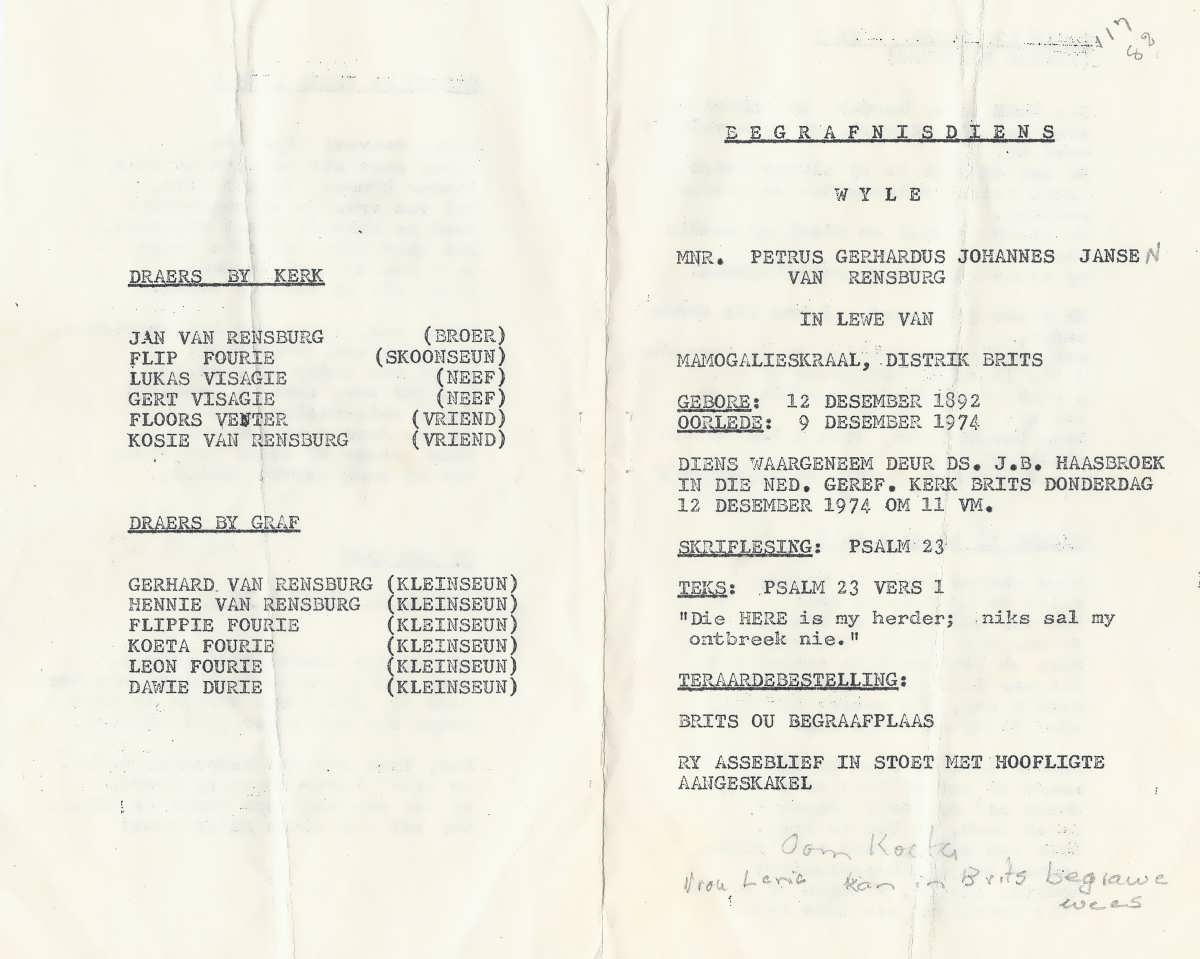 DRAERS BY KERK
JAN VAN RENSBURG (BROER)
FLIP FOURIE (SKOONSEUN)
LUKAS VISAGIE (NEEF)
GERT VISAGIE (NEEF)
FLOORS VENTER (VRIEND)
KOSIE VAN RENSBURG (VRIEND)
DRAERS BY GRAF
GERHARD VAN RENSBURG (KLEINSEUN)
HENNIE VAN RENSBURG (KLEINSEUN)
FLIPPIE FOURIE (KLEINSEUN)
KOETA FOURIE (KLEINSEUN)
LEON FOURIE (KLEINSEUN)
DAWIE DURIE (KLEINSEUN)
17
82
BEGRAFNISDIENS
WYLE
MNR. PETRUS GERHARDUS JOHANNES JANSEN
VAN RENSBURG
IN LEWE VAN
MAMOGALIESKRAAL, DISTRIK BRITS
GEBORE: 12 DESEMBER 1892
OORLEDE: 9 DESEMBER 1974
DIENS WAARGENEEM DEUR DS. J.B. HAASBROEK
IN DIE NED. GEREF. KERK BRITS DONDERDAG
12 DESEMBER 1974 OM 11 VM.
SKRIFLESING: PSALM 23
TEKS: PSALM 23 VERS 1
"Die HERE is my herder; niks sal my
ontbreek nie."
TERAARDEBESTELLING:
BRITS OU BEGRAAFPLAAS
RY ASSEBLIEF IN STOET MET HOOFLIGTE
AANGESKAKEL
Oom Koeta
Vrou kan in Brits begrawe
wees